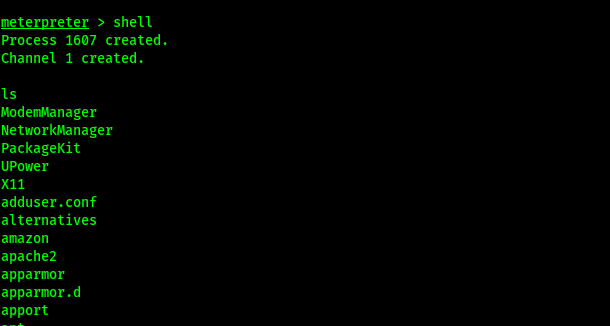 meterpreter > shell
Process 1607 created.
Channel 1 created.
ls
ModemManager
NetworkManager
PackageKit
UPower
X11
adduser.conf
alternatives
amazon
apache2
apparmor
apparmor.d
apport